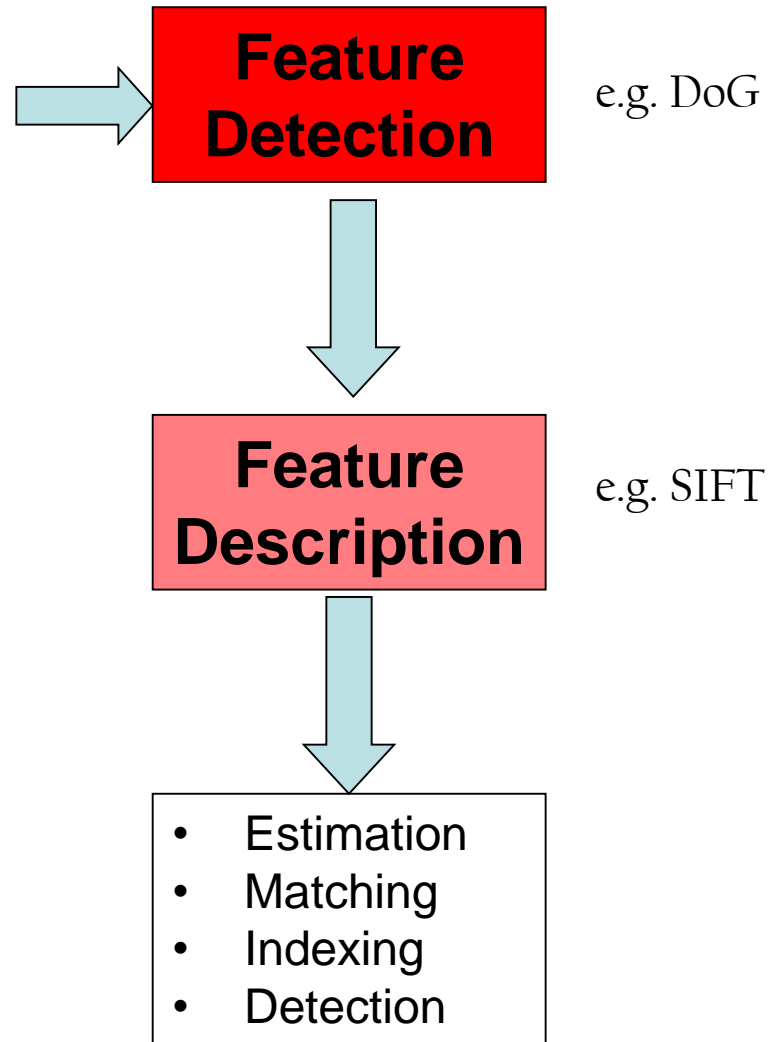 Feature
Detection
e.g. DoG
Feature
Description
e.g. SIFT
• Estimation
• Matching
• Indexing
• Detection